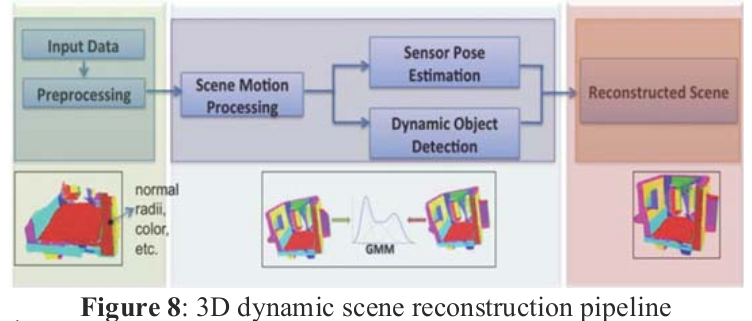 Input Data
Preprocessing
Scene Motion
Processing
Sensor Pose
Estimation
Dynamic Object
Detection
Reconstructed Scene
normal
radii,
color,
etc.
GMM
Figure 8: 3D dynamic scene reconstruction pipeline